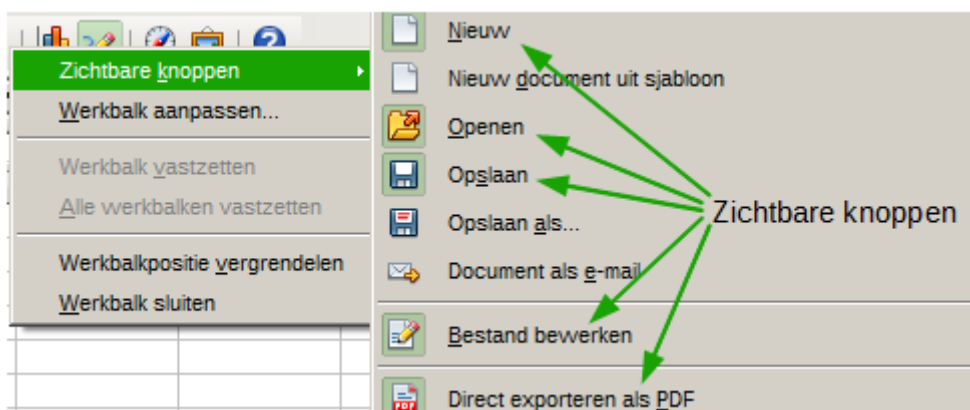 Zichtbare knoppen
Werkbalk aanpassen...
Werkbalk vastzetten
Alle werkbalken vastzetten
Werkbalkpositie vergrendelen
Werkbalk sluiten
Nieuw
Nieuw document uit sjabloon
Openen
Opslaan
Opslaan als...
Document als e-mail
Bestand bewerken
Direct exporteren als PDF
Zichtbare knoppen